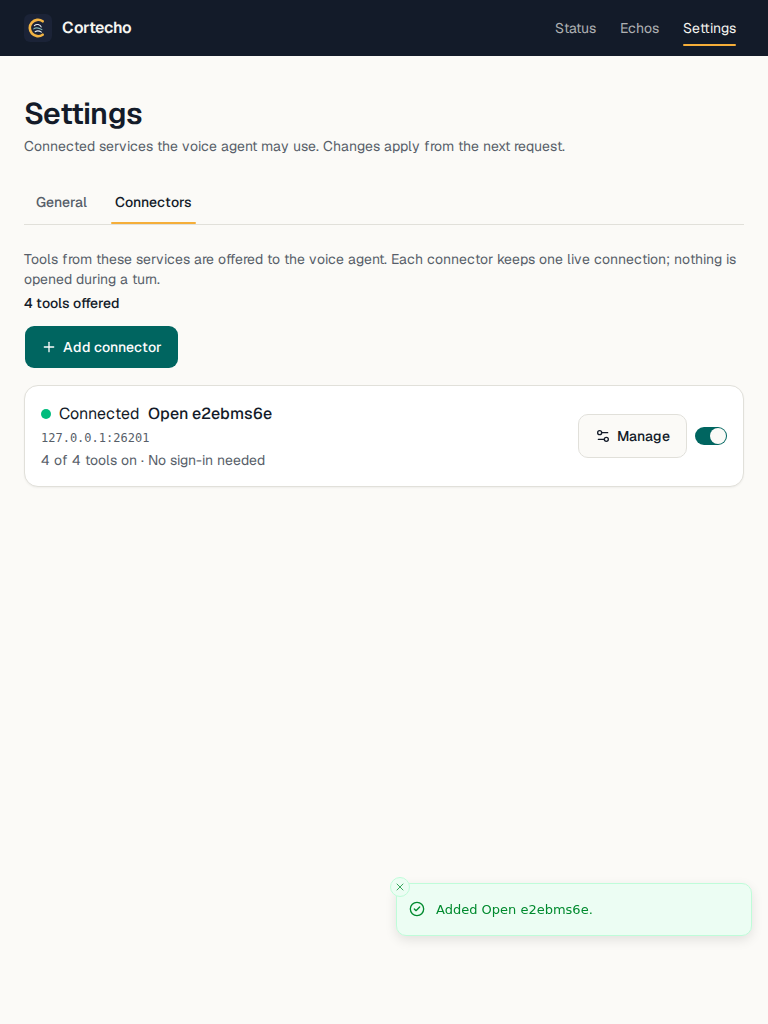 Cortecho
Status
Echos
Settings
Settings
Connected services the voice agent may use. Changes apply from the next request.
General
Connectors
Tools from these services are offered to the voice agent. Each connector keeps one live connection; nothing is
opened during a turn.
4 tools offered
Add connector
Connected Open e2ebms6e
127.0.0.1:26201
4 of 4 tools on · No sign-in needed
Manage
Added Open e2ebms6e.